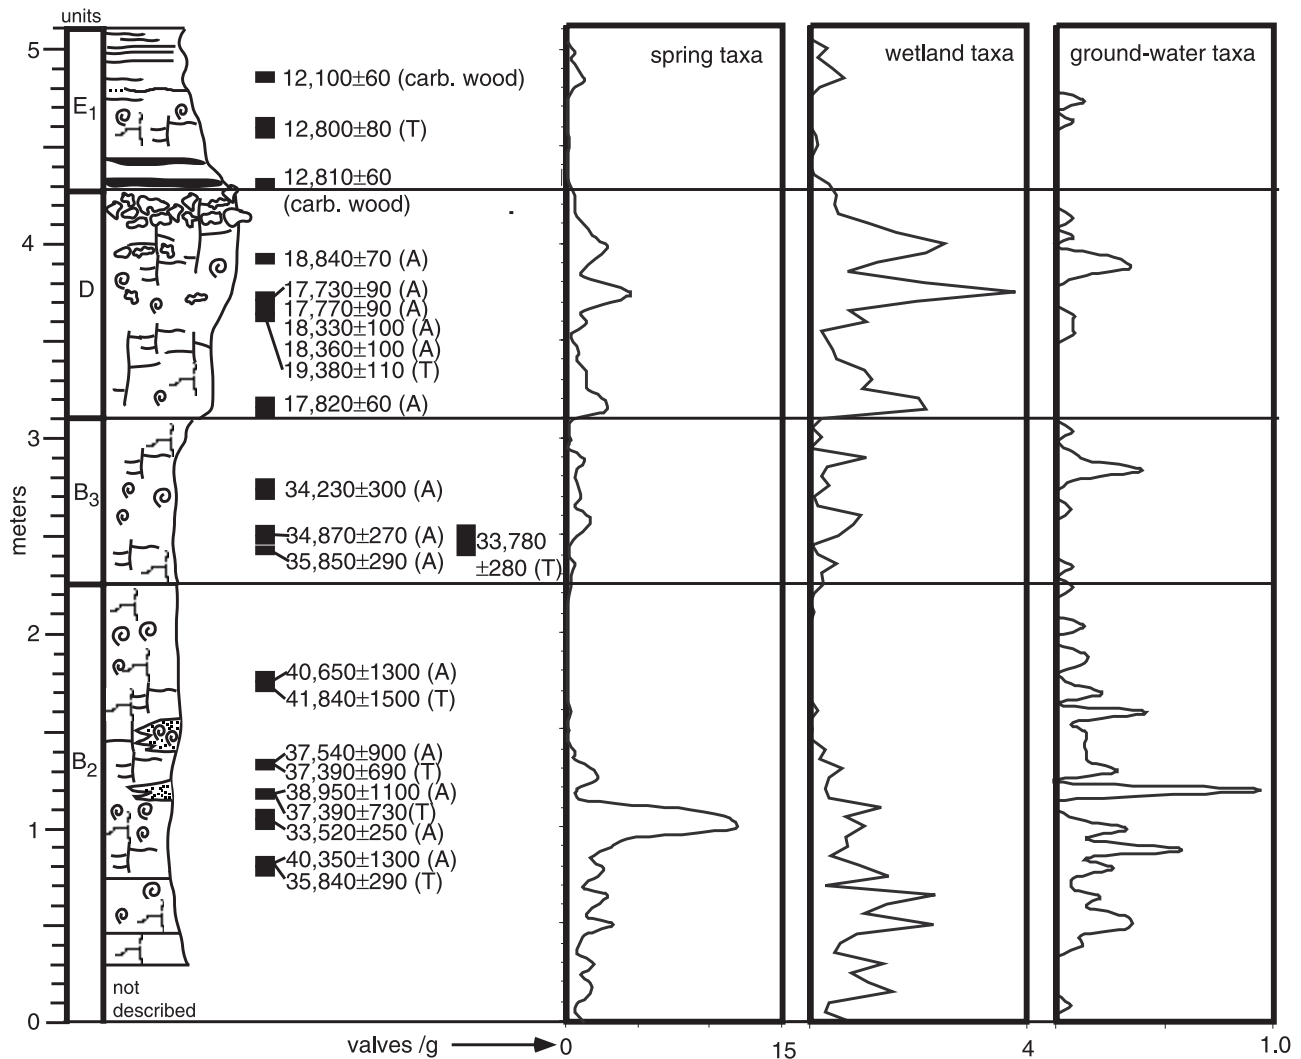 units
spring taxa
wetland taxa
ground-water taxa
5
4
3
2
1
0
meters
E1
D
B3
B2
12,100±60 (carb. wood)
12,800±80 (T)
12,810±60
(carb. wood)
18,840±70 (A)
17,730±90 (A)
17,770±90 (A)
18,330±100 (A)
18,360±100 (A)
19,380±110 (T)
17,820±60 (A)
34,230±300 (A)
34,870±270 (A)
35,850±290 (A)
33,780
±280 (T)
40,650±1300 (A)
41,840±1500 (T)
37,540±900 (A)
37,390±690 (T)
38,950±1100 (A)
37,390±730(T)
33,520±250 (A)
40,350±1300 (A)
35,840±290 (T)
not
described
valves /g
0
15
4
1.0